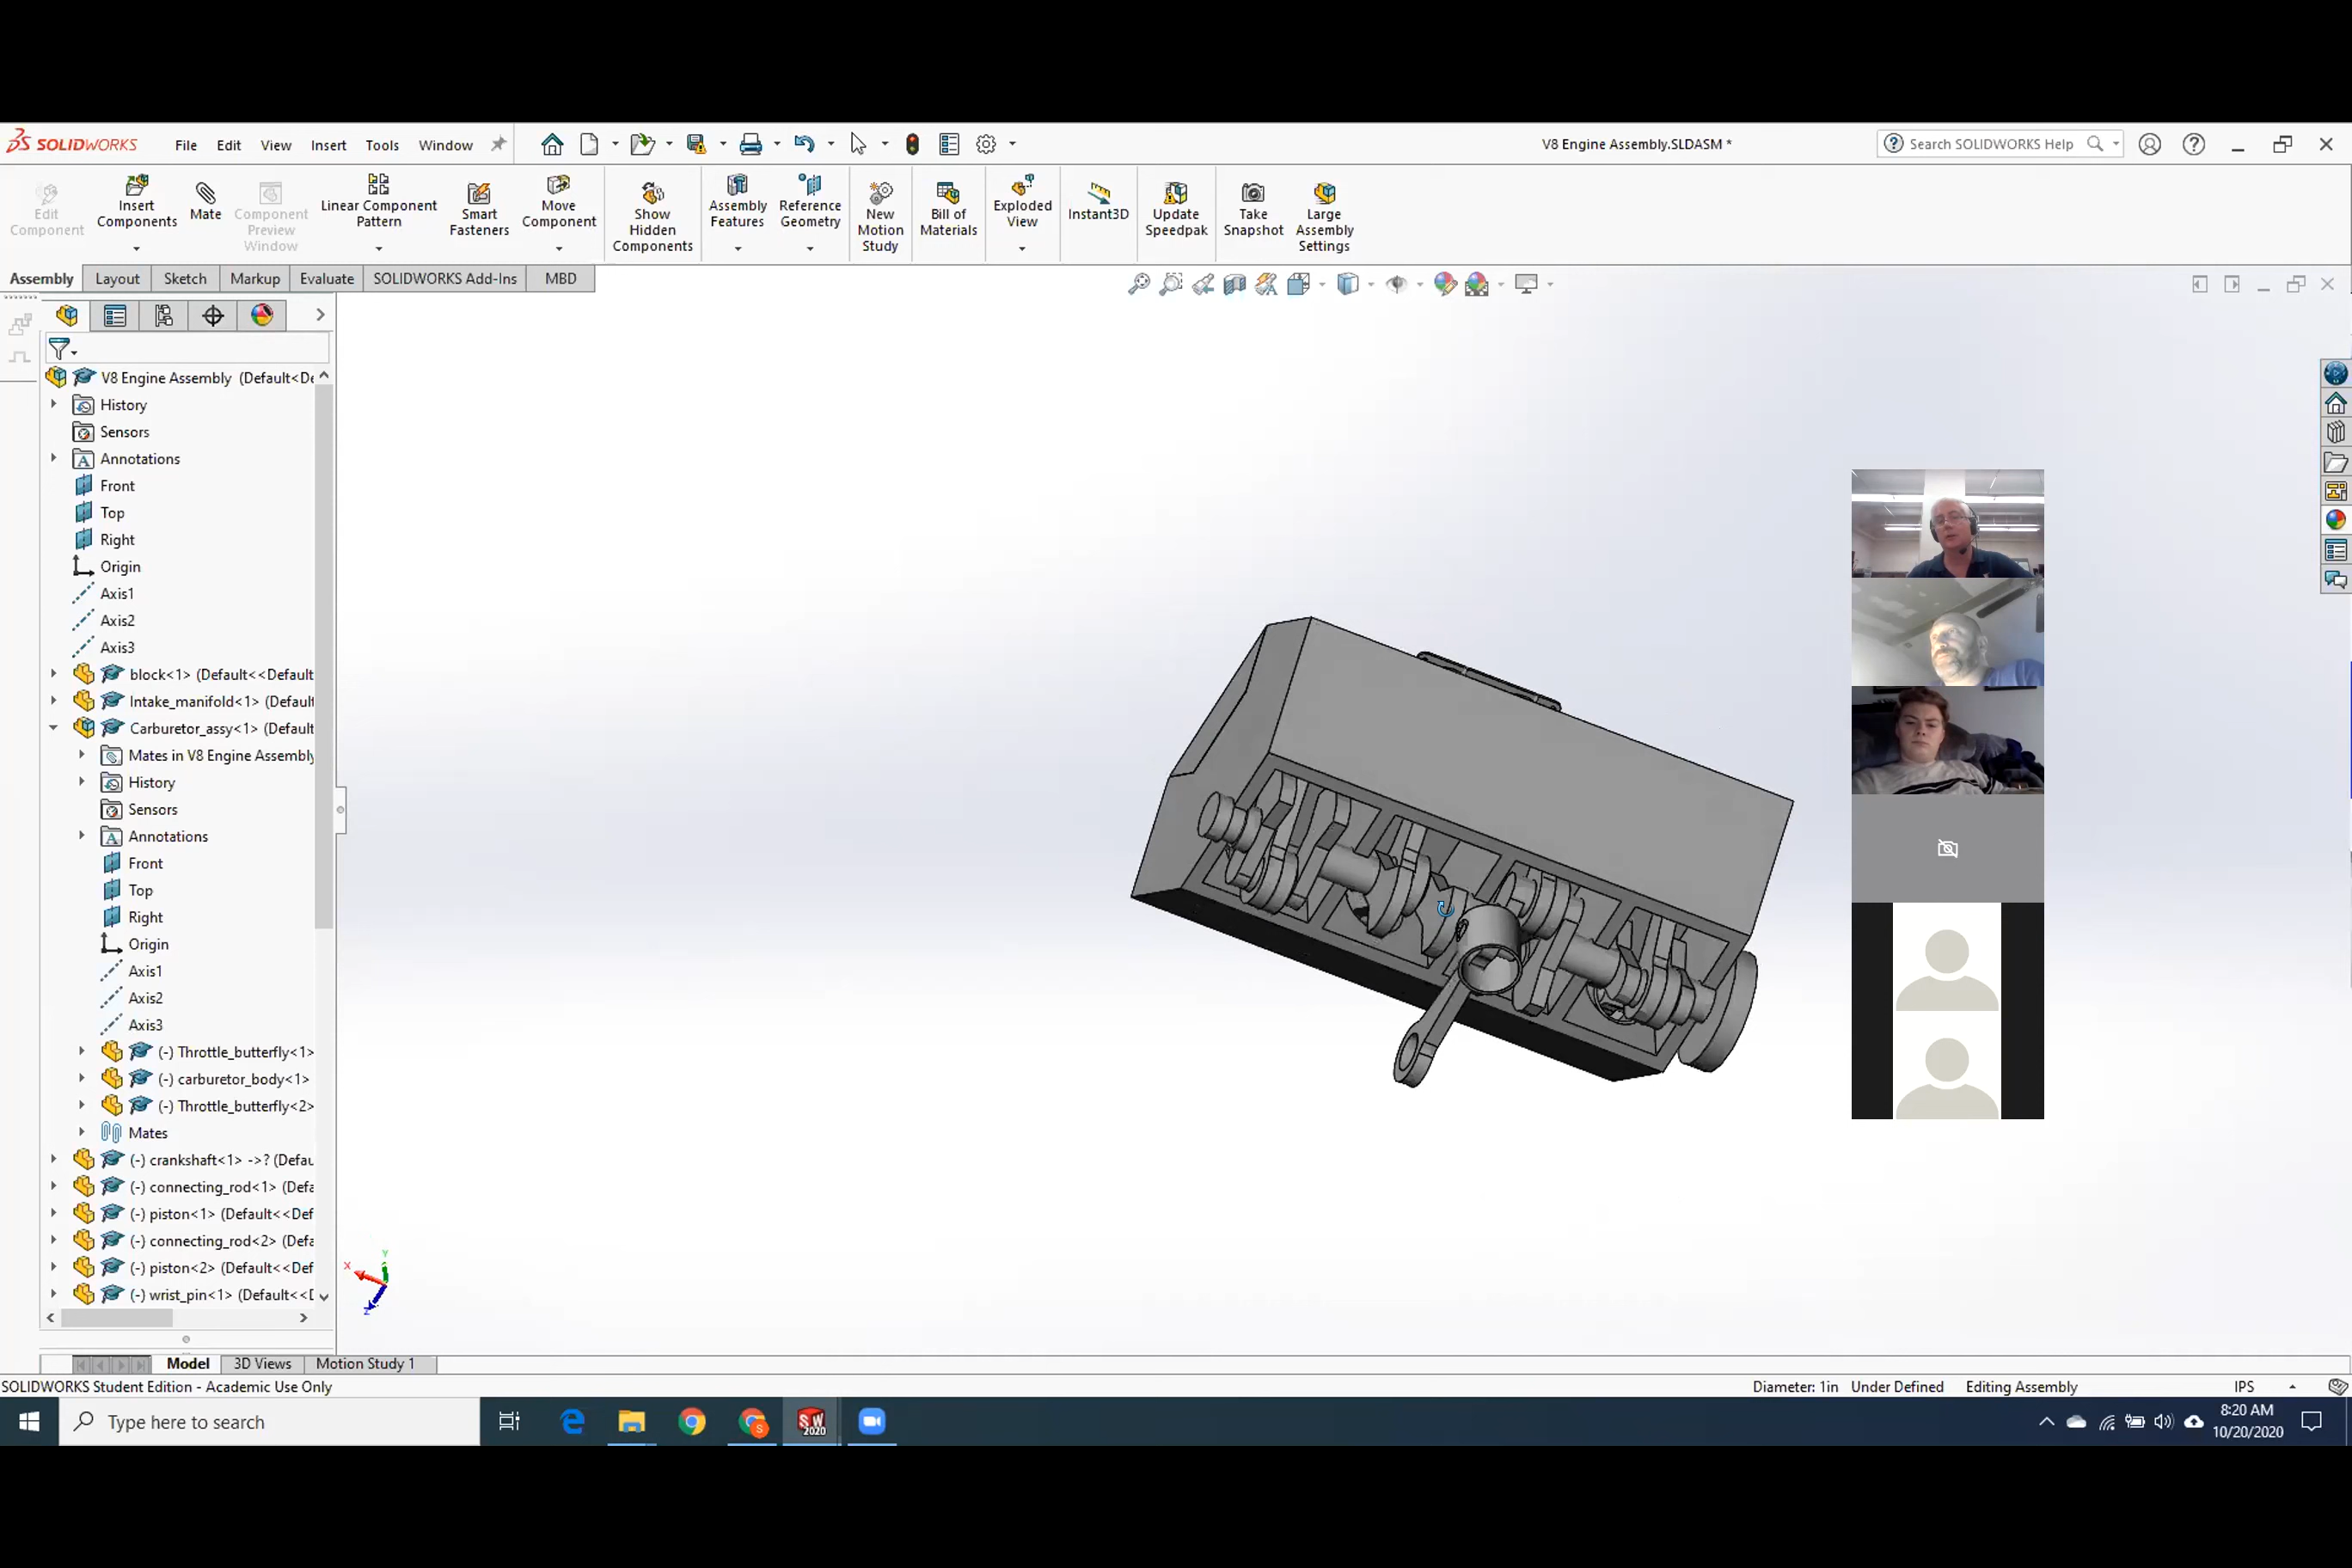 SOLIDWORKS File Edit View Insert Tools Window V8 Engine Assembly.SLDASM * Search SOLIDWORKS Help
Edit Component
Insert Components
Mate
Component Preview Window
Linear Component Pattern
Smart Fasteners
Move Component
Show Hidden Components
Assembly Features
Reference Geometry
New Motion Study
Bill of Materials
Exploded View
Instant3D
Update Speedpak
Take Snapshot
Large Assembly Settings
Assembly Layout Sketch Markup Evaluate SOLIDWORKS Add-Ins MBD
V8 Engine Assembly (Default<De
History
Sensors
Annotations
Front
Top
Right
Origin
Axis1
Axis2
Axis3
block<1> (Default<<Default
Intake_manifold<1> (Default
Carburetor_assy<1> (Default
Mates in V8 Engine Assembly
History
Sensors
Annotations
Front
Top
Right
Origin
Axis1
Axis2
Axis3
(-) Throttle_butterfly<1>
(-) carburetor_body<1>
(-) Throttle_butterfly<2>
Mates
(-) crankshaft<1> ->? (Defau
(-) connecting_rod<1> (Defa
(-) piston<1> (Default<<Def
(-) connecting_rod<2> (Defa
(-) piston<2> (Default<<Def
(-) wrist_pin<1> (Default<<D
Y
X
Z
Model 3D Views Motion Study 1
SOLIDWORKS Student Edition - Academic Use Only Diameter: 1in Under Defined Editing Assembly IPS
Type here to search
S W 2020
8:20 AM
10/20/2020